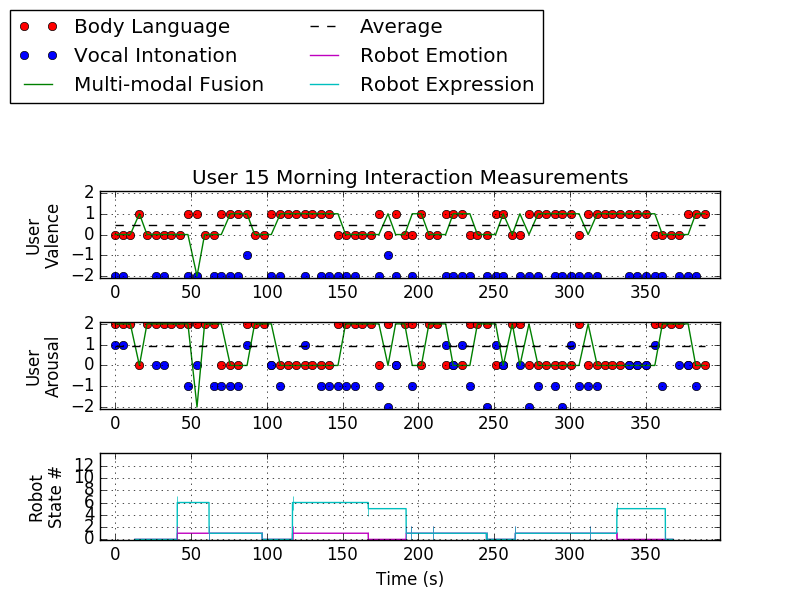 Body Language
Vocal Intonation
Multi-modal Fusion
Average
Robot Emotion
Robot Expression
User 15 Morning Interaction Measurements
User
Valence
2
1
0
−1
−2
0 50 100 150 200 250 300 350
User
Arousal
2
1
0
−1
−2
0 50 100 150 200 250 300 350
Robot
State #
12
10
8
6
4
2
0
0 50 100 150 200 250 300 350
Time (s)